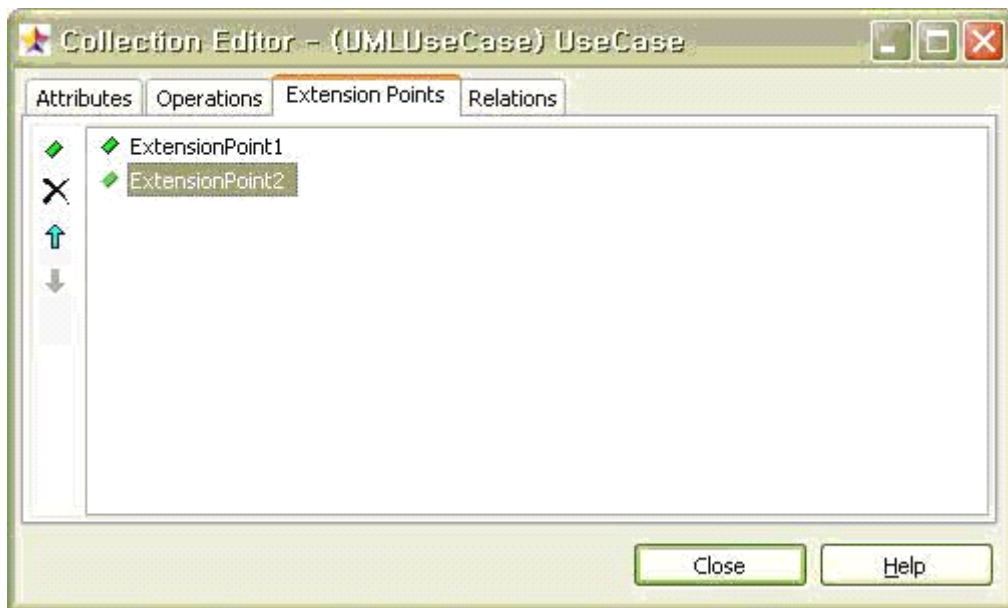 Collection Editor - (UMLUseCase) UseCase
Attributes Operations Extension Points Relations
ExtensionPoint1
ExtensionPoint2
Close Help